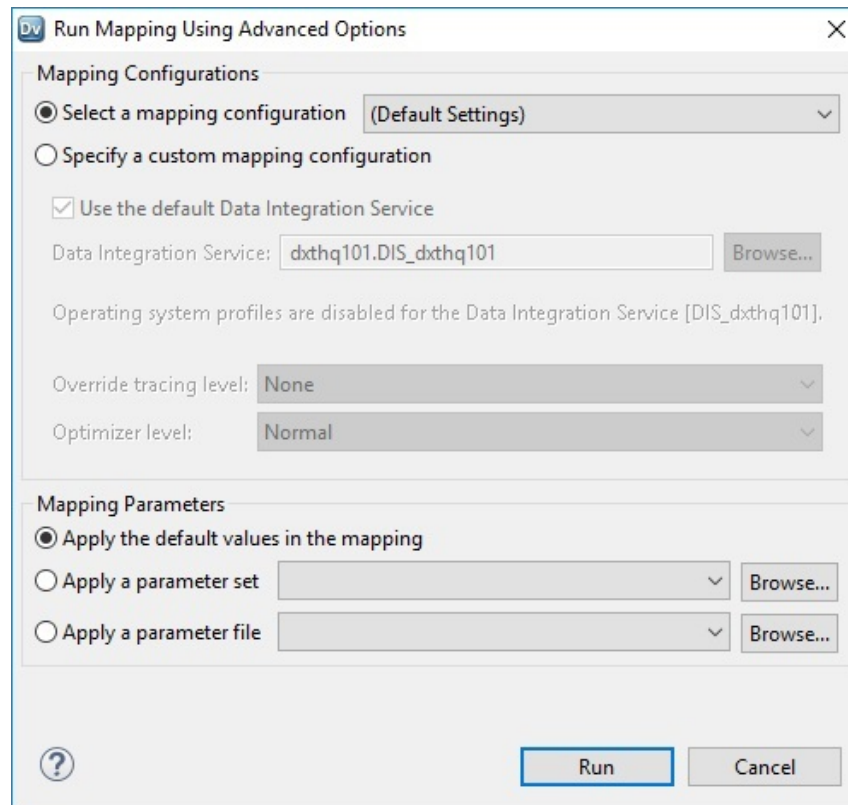 Dv Run Mapping Using Advanced Options
Mapping Configurations
Select a mapping configuration (Default Settings)
Specify a custom mapping configuration
Use the default Data Integration Service
Data Integration Service: dxthq101.DIS_dxthq101 Browse...
Operating system profiles are disabled for the Data Integration Service [DIS_dxthq101].
Override tracing level: None
Optimizer level: Normal
Mapping Parameters
Apply the default values in the mapping
Apply a parameter set Browse...
Apply a parameter file Browse...
? Run Cancel